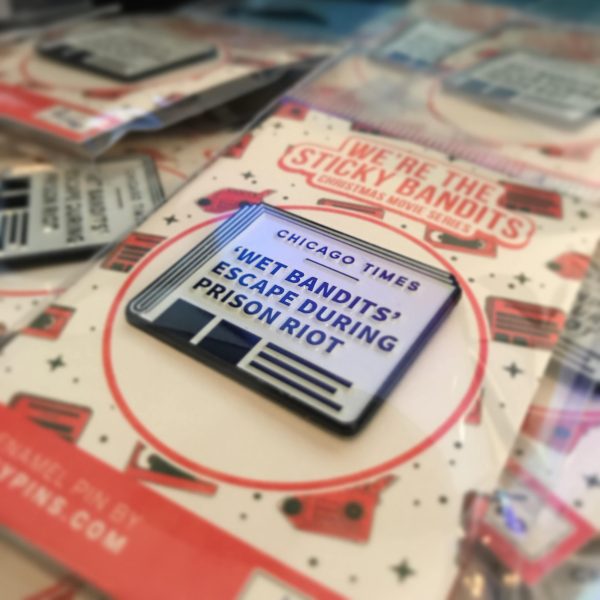 WE'RE THE
STICKY BANDITS
CHRISTMAS MOVIE SERIES
CHICAGO TIMES
'WET BANDITS'
ESCAPE DURING
PRISON RIOT
ENAMEL PIN BY
PINS.COM